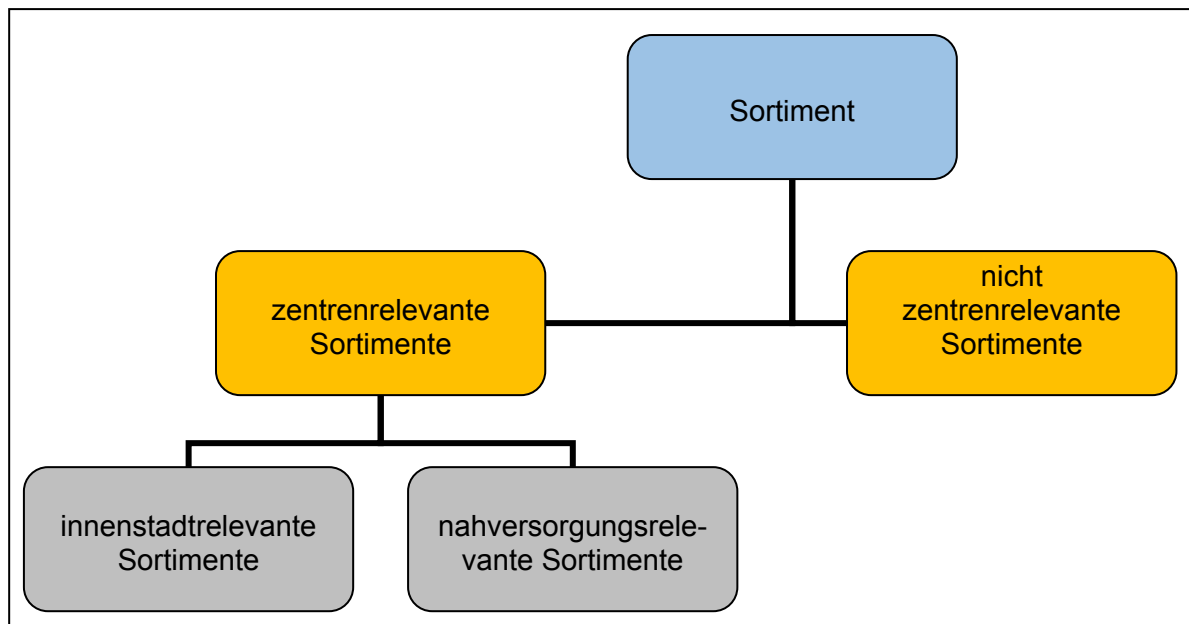 Sortiment
zentrenrelevante
Sortimente
nicht
zentrenrelevante
Sortimente
innenstadtrelevante
Sortimente
nahversorgungsrele-
vante Sortimente